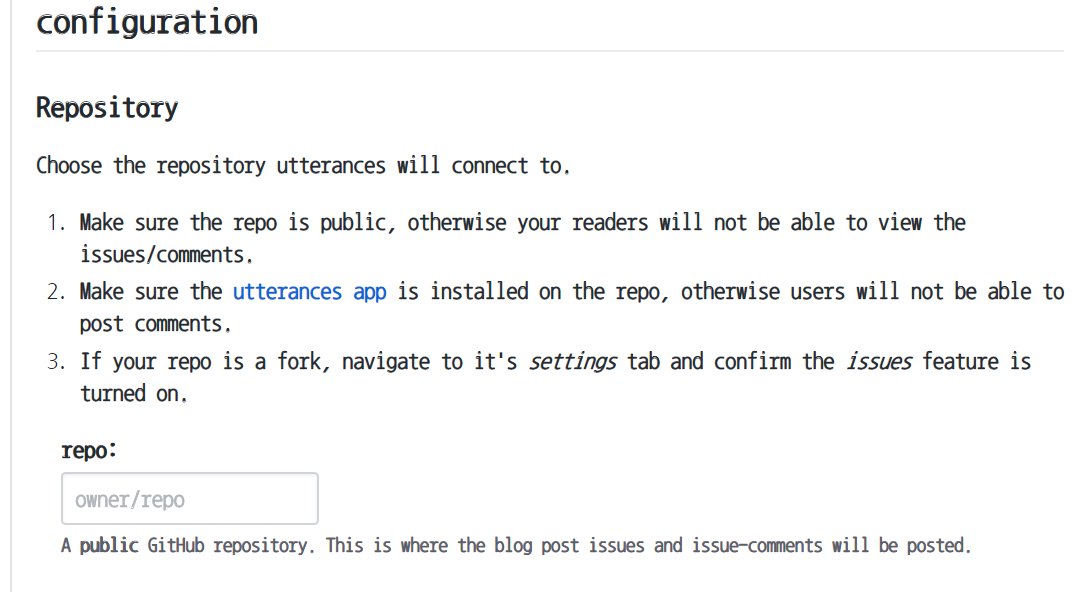 configuration
Repository
Choose the repository utterances will connect to.
1. Make sure the repo is public, otherwise your readers will not be able to view the
issues/comments.
2. Make sure the utterances app is installed on the repo, otherwise users will not be able to
post comments.
3. If your repo is a fork, navigate to it's settings tab and confirm the issues feature is
turned on.
repo:
owner/repo
A public GitHub repository. This is where the blog post issues and issue-comments will be posted.